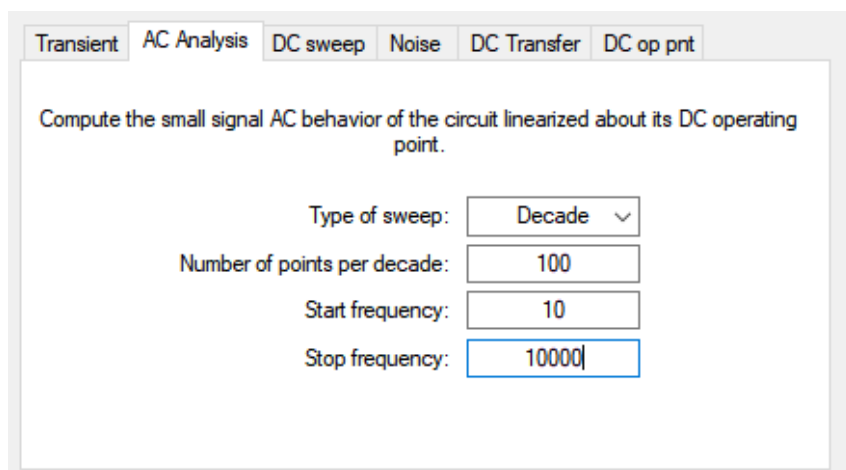 Transient AC Analysis DC sweep Noise DC Transfer DC op pnt
Compute the small signal AC behavior of the circuit linearized about its DC operating
point.
Type of sweep: Decade
Number of points per decade: 100
Start frequency: 10
Stop frequency: 10000